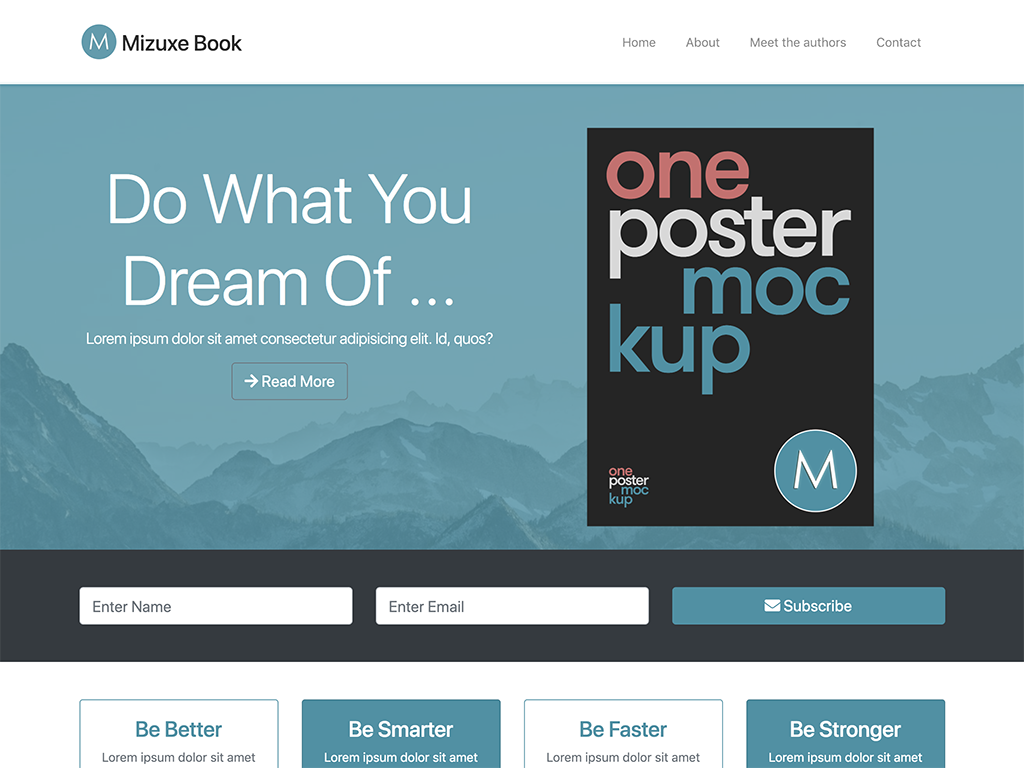 M Mizuxe Book
Home About Meet the authors Contact
Do What You
Dream Of ...
Lorem ipsum dolor sit amet consectetur adipisicing elit. Id, quos?
Read More
one
poster
moc
kup
one
poster
moc
kup
M
Enter Name
Enter Email
Subscribe
Be Better
Lorem ipsum dolor sit amet
Be Smarter
Lorem ipsum dolor sit amet
Be Faster
Lorem ipsum dolor sit amet
Be Stronger
Lorem ipsum dolor sit amet